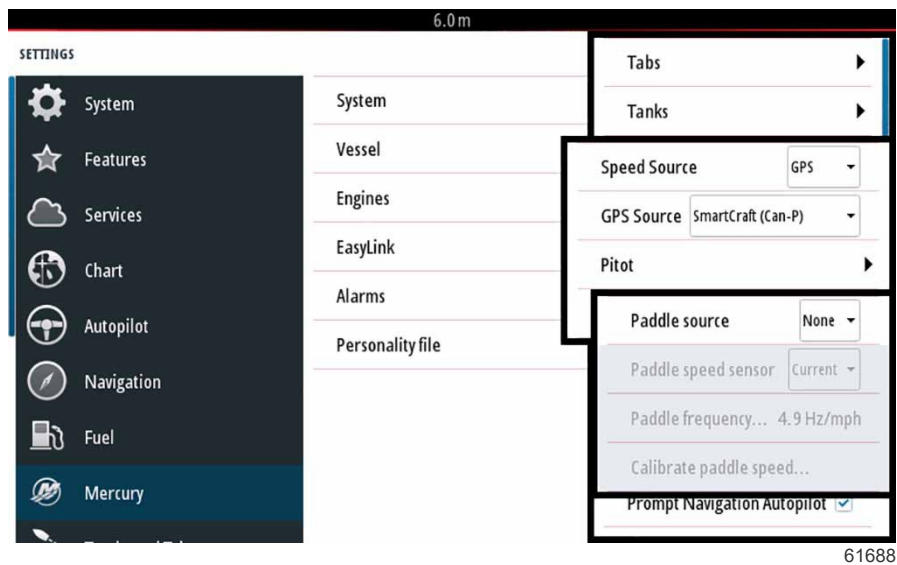 6.0 m
SETTINGS
System
Features
Services
Chart
Autopilot
Navigation
Fuel
Mercury
System
Vessel
Engines
EasyLink
Alarms
Personality file
Tabs
Tanks
Speed Source GPS
GPS Source SmartCraft (Can-P)
Pitot
Paddle source None
Paddle speed sensor Current
Paddle frequency... 4.9 Hz/mph
Calibrate paddle speed...
Prompt Navigation Autopilot
61688